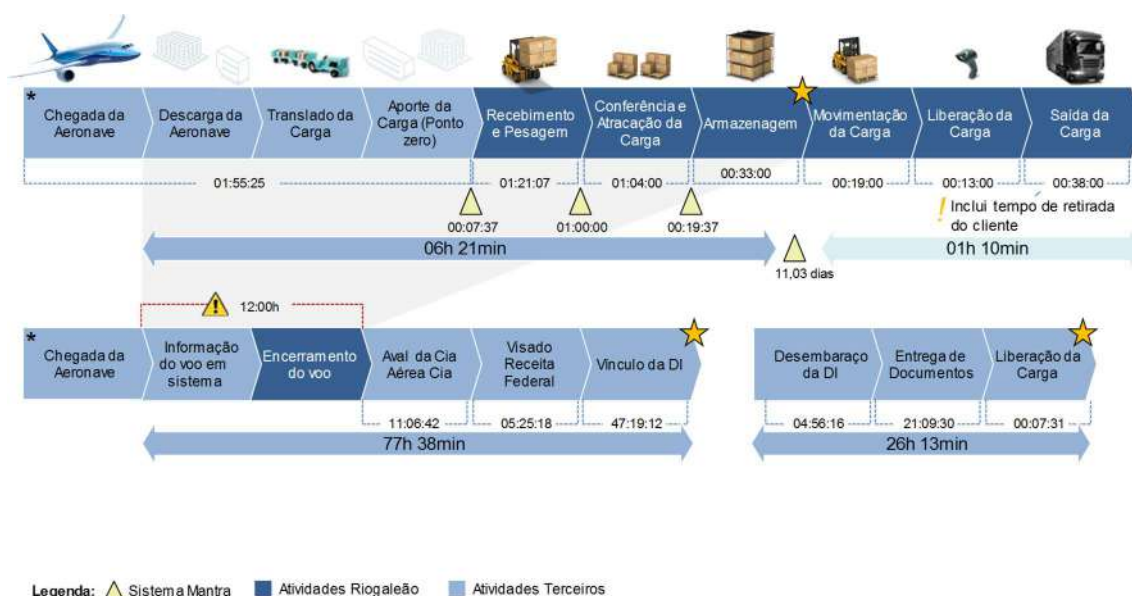 *
Chegada da
Aeronave
Descarga da
Aeronave
Translado da
Carga
Aporte da
Carga (Ponto
zero)
Recebimento
e Pesagem
Conferência e
Atracação da
Carga
Armazenagem
Movimentação
da Carga
Liberação da
Carga
Saída da
Carga
01:55:25
01:21:07
01:04:00
00:33:00
00:19:00
00:13:00
00:38:00
00:07:37
01:00:00
00:19:37
! Inclui tempo de retirada
do cliente
06h 21min
11,03 dias
01h 10min
12:00h
*
Chegada da
Aeronave
Informação
do voo em
sistema
Encerramento
do voo
Aval da Cia
Aérea Cia
Visado
Receita
Federal
Vinculo da DI
Desembaraço
da DI
Entrega de
Documentos
Liberação da
Carga
11:06:42
05:25:18
47:19:12
04:56:16
21:09:30
00:07:31
77h 38min
26h 13min
Legenda: Sistema Mantra Atividades Riogaleão Atividades Terceiros